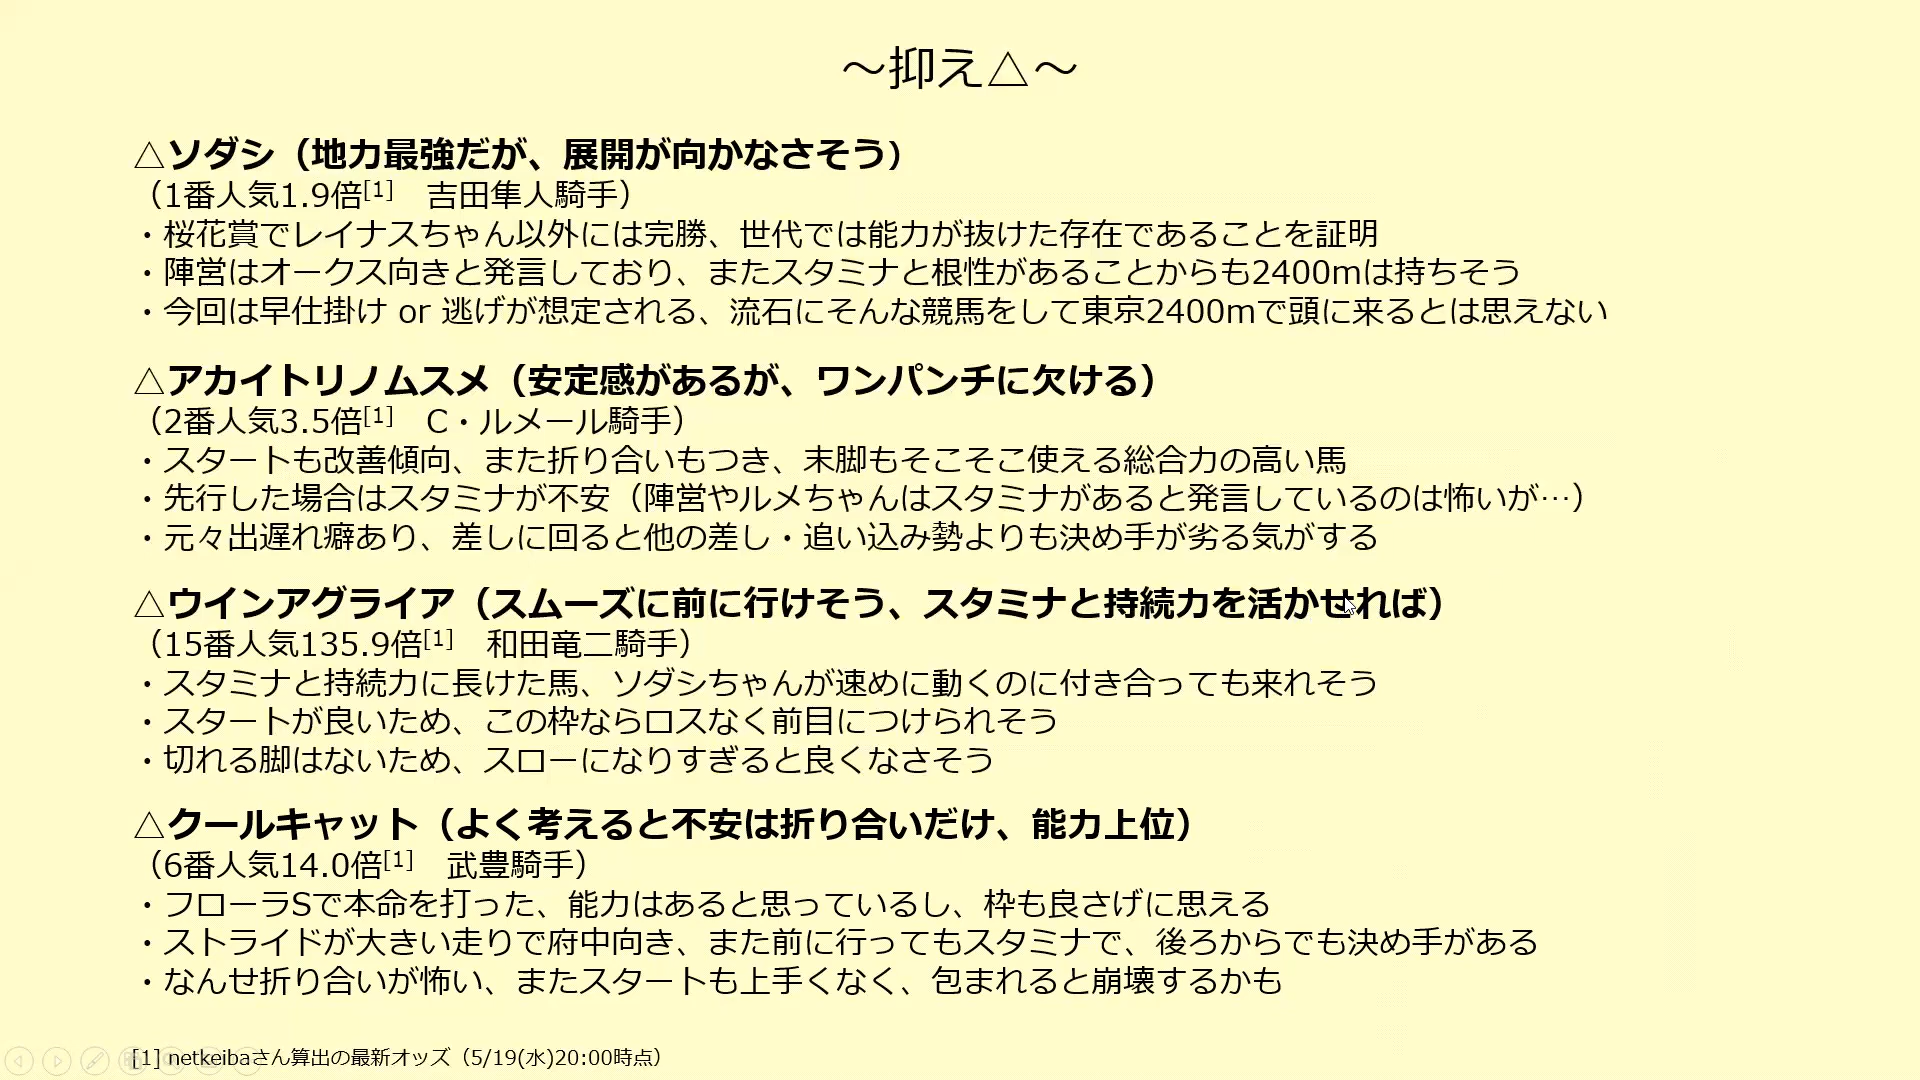 ～抑え△～
△ソダシ（地力最強だが、展開が向かなさそう）
（1番人気1.9倍[1]　吉田隼人騎手）
・桜花賞でレイナスちゃん以外には完勝、世代では能力が抜けた存在であることを証明
・陣営はオークス向きと発言しており、またスタミナと根性があることからも2400mは持ちそう
・今回は早仕掛け or 逃げが想定される、流石にそんな競馬をして東京2400mで頭に来るとは思えない
△アカイトリノムスメ（安定感があるが、ワンパンチに欠ける）
（2番人気3.5倍[1]　C・ルメール騎手）
・スタートも改善傾向、また折り合いもつき、末脚もそこそこ使える総合力の高い馬
・先行した場合はスタミナが不安（陣営やルメちゃんはスタミナがあると発言しているのは怖いが…）
・元々出遅れ癖あり、差しに回ると他の差し・追い込み勢よりも決め手が劣る気がする
△ウインアグライア（スムーズに前に行けそう、スタミナと持続力を活かせれば）
（15番人気135.9倍[1]　和田竜二騎手）
・スタミナと持続力に長けた馬、ソダシちゃんが速めに動くのに付き合っても来れそう
・スタートが良いため、この枠ならロスなく前目につけられそう
・切れる脚はないため、スローになりすぎると良くなさそう
△クールキャット（よく考えると不安は折り合いだけ、能力上位）
（6番人気14.0倍[1]　武豊騎手）
・フローラSで本命を打った、能力はあると思っているし、枠も良さげに思える
・ストライドが大きい走りで府中向き、また前に行ってもスタミナで、後ろからでも決め手がある
・なんせ折り合いが怖い、またスタートも上手くなく、包まれると崩壊するかも
[1] netkeibaさん算出の最新オッズ（5/19(水)20:00時点）